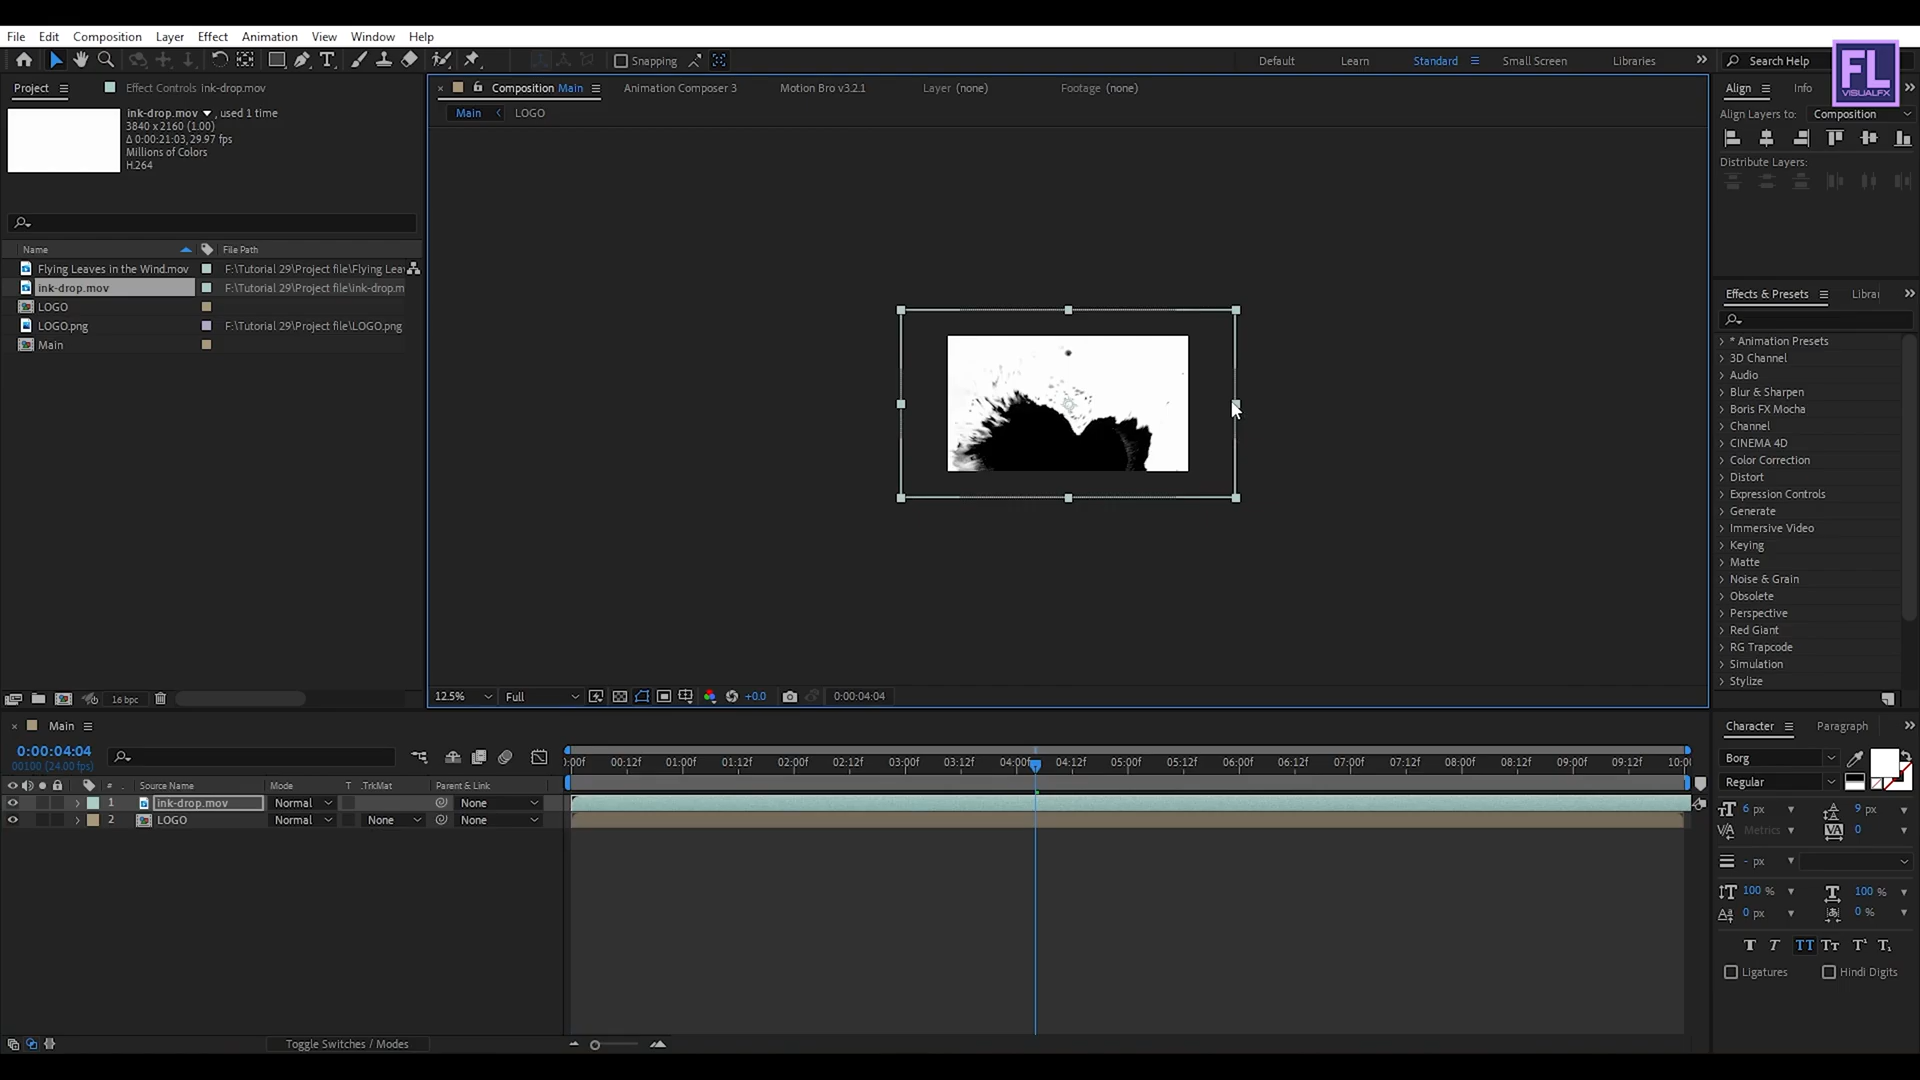 File Edit Composition Layer Effect Animation View Window Help
Snapping
Default Learn Standard Small Screen Libraries
Search Help
FL
VISUALFX
Project
Effect Controls ink-drop.mov
Composition Main
Animation Composer 3
Motion Bro v3.2.1
Layer (none)
Footage (none)
Main LOGO
ink-drop.mov , used 1 time
3840 x 2160 (1.00)
Δ 0:00:21:03, 29.97 fps
Millions of Colors
H.264
Name File Path
Flying Leaves in the Wind.mov F:\Tutorial 29\Project file\Flying Lea
ink-drop.mov F:\Tutorial 29\Project file\ink-drop.m
LOGO
LOGO.png F:\Tutorial 29\Project file\LOGO.png
Main
16 bpc
12.5% Full +0.0 0:00:04:04
Align Info
Align Layers to: Composition
Distribute Layers:
Effects & Presets Librai
* Animation Presets
3D Channel
Audio
Blur & Sharpen
Boris FX Mocha
Channel
CINEMA 4D
Color Correction
Distort
Expression Controls
Generate
Immersive Video
Keying
Matte
Noise & Grain
Obsolete
Perspective
Red Giant
RG Trapcode
Simulation
Stylize
Main
0:00:04:04
00100 (24.00 fps)
# Source Name Mode T .TrkMat Parent & Link
1 ink-drop.mov Normal None
2 LOGO Normal None None
:00f 00:12f 01:00f 01:12f 02:00f 02:12f 03:00f 03:12f 04:00f 04:12f 05:00f 05:12f 06:00f 06:12f 07:00f 07:12f 08:00f 08:12f 09:00f 09:12f 10:00
Toggle Switches / Modes
Character Paragraph
Borg
Regular
6 px 9 px
Metrics 0
- px
100 % 100 %
0 px 0 %
T T TT Tr T¹ T₁
Ligatures Hindi Digits